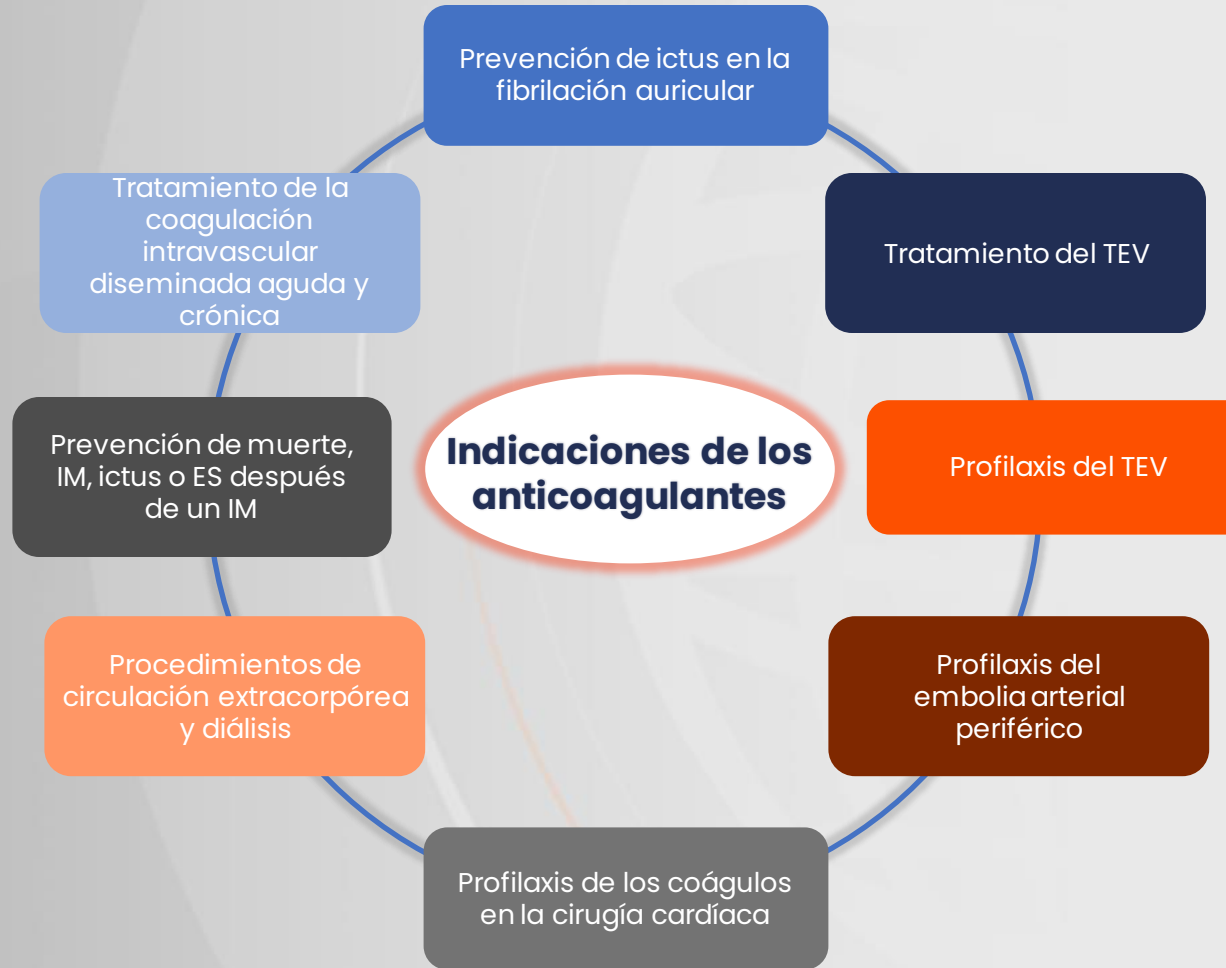 Prevención de ictus en la
fibrilación auricular
Tratamiento del TEV
Profilaxis del TEV
Profilaxis del
embolia arterial
periférico
Profilaxis de los coágulos
en la cirugía cardíaca
Procedimientos de
circulación extracorpórea
y diálisis
Prevención de muerte,
IM, ictus o ES después
de un IM
Tratamiento de la
coagulación
intravascular
diseminada aguda y
crónica
Indicaciones de los
anticoagulantes